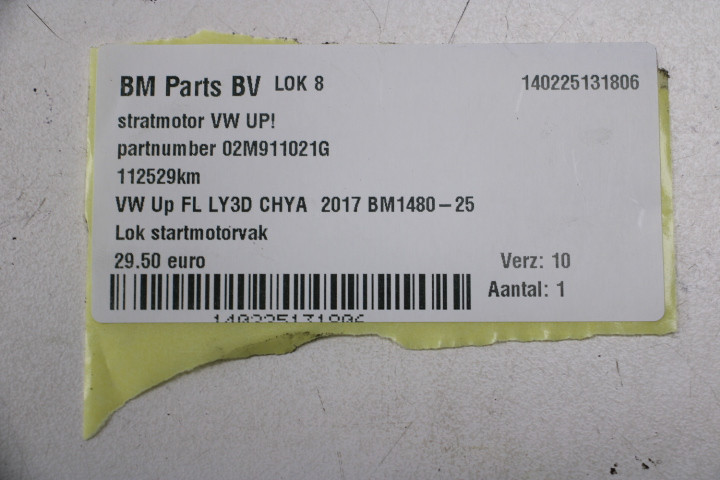 BM Parts BV LOK 8 140225131806
stratmotor VW UP!
partnumber 02M911021G
112529km
VW Up FL LY3D CHYA 2017 BM1480-25
Lok startmotorvak
29.50 euro Verz: 10
Aantal: 1
140225131806